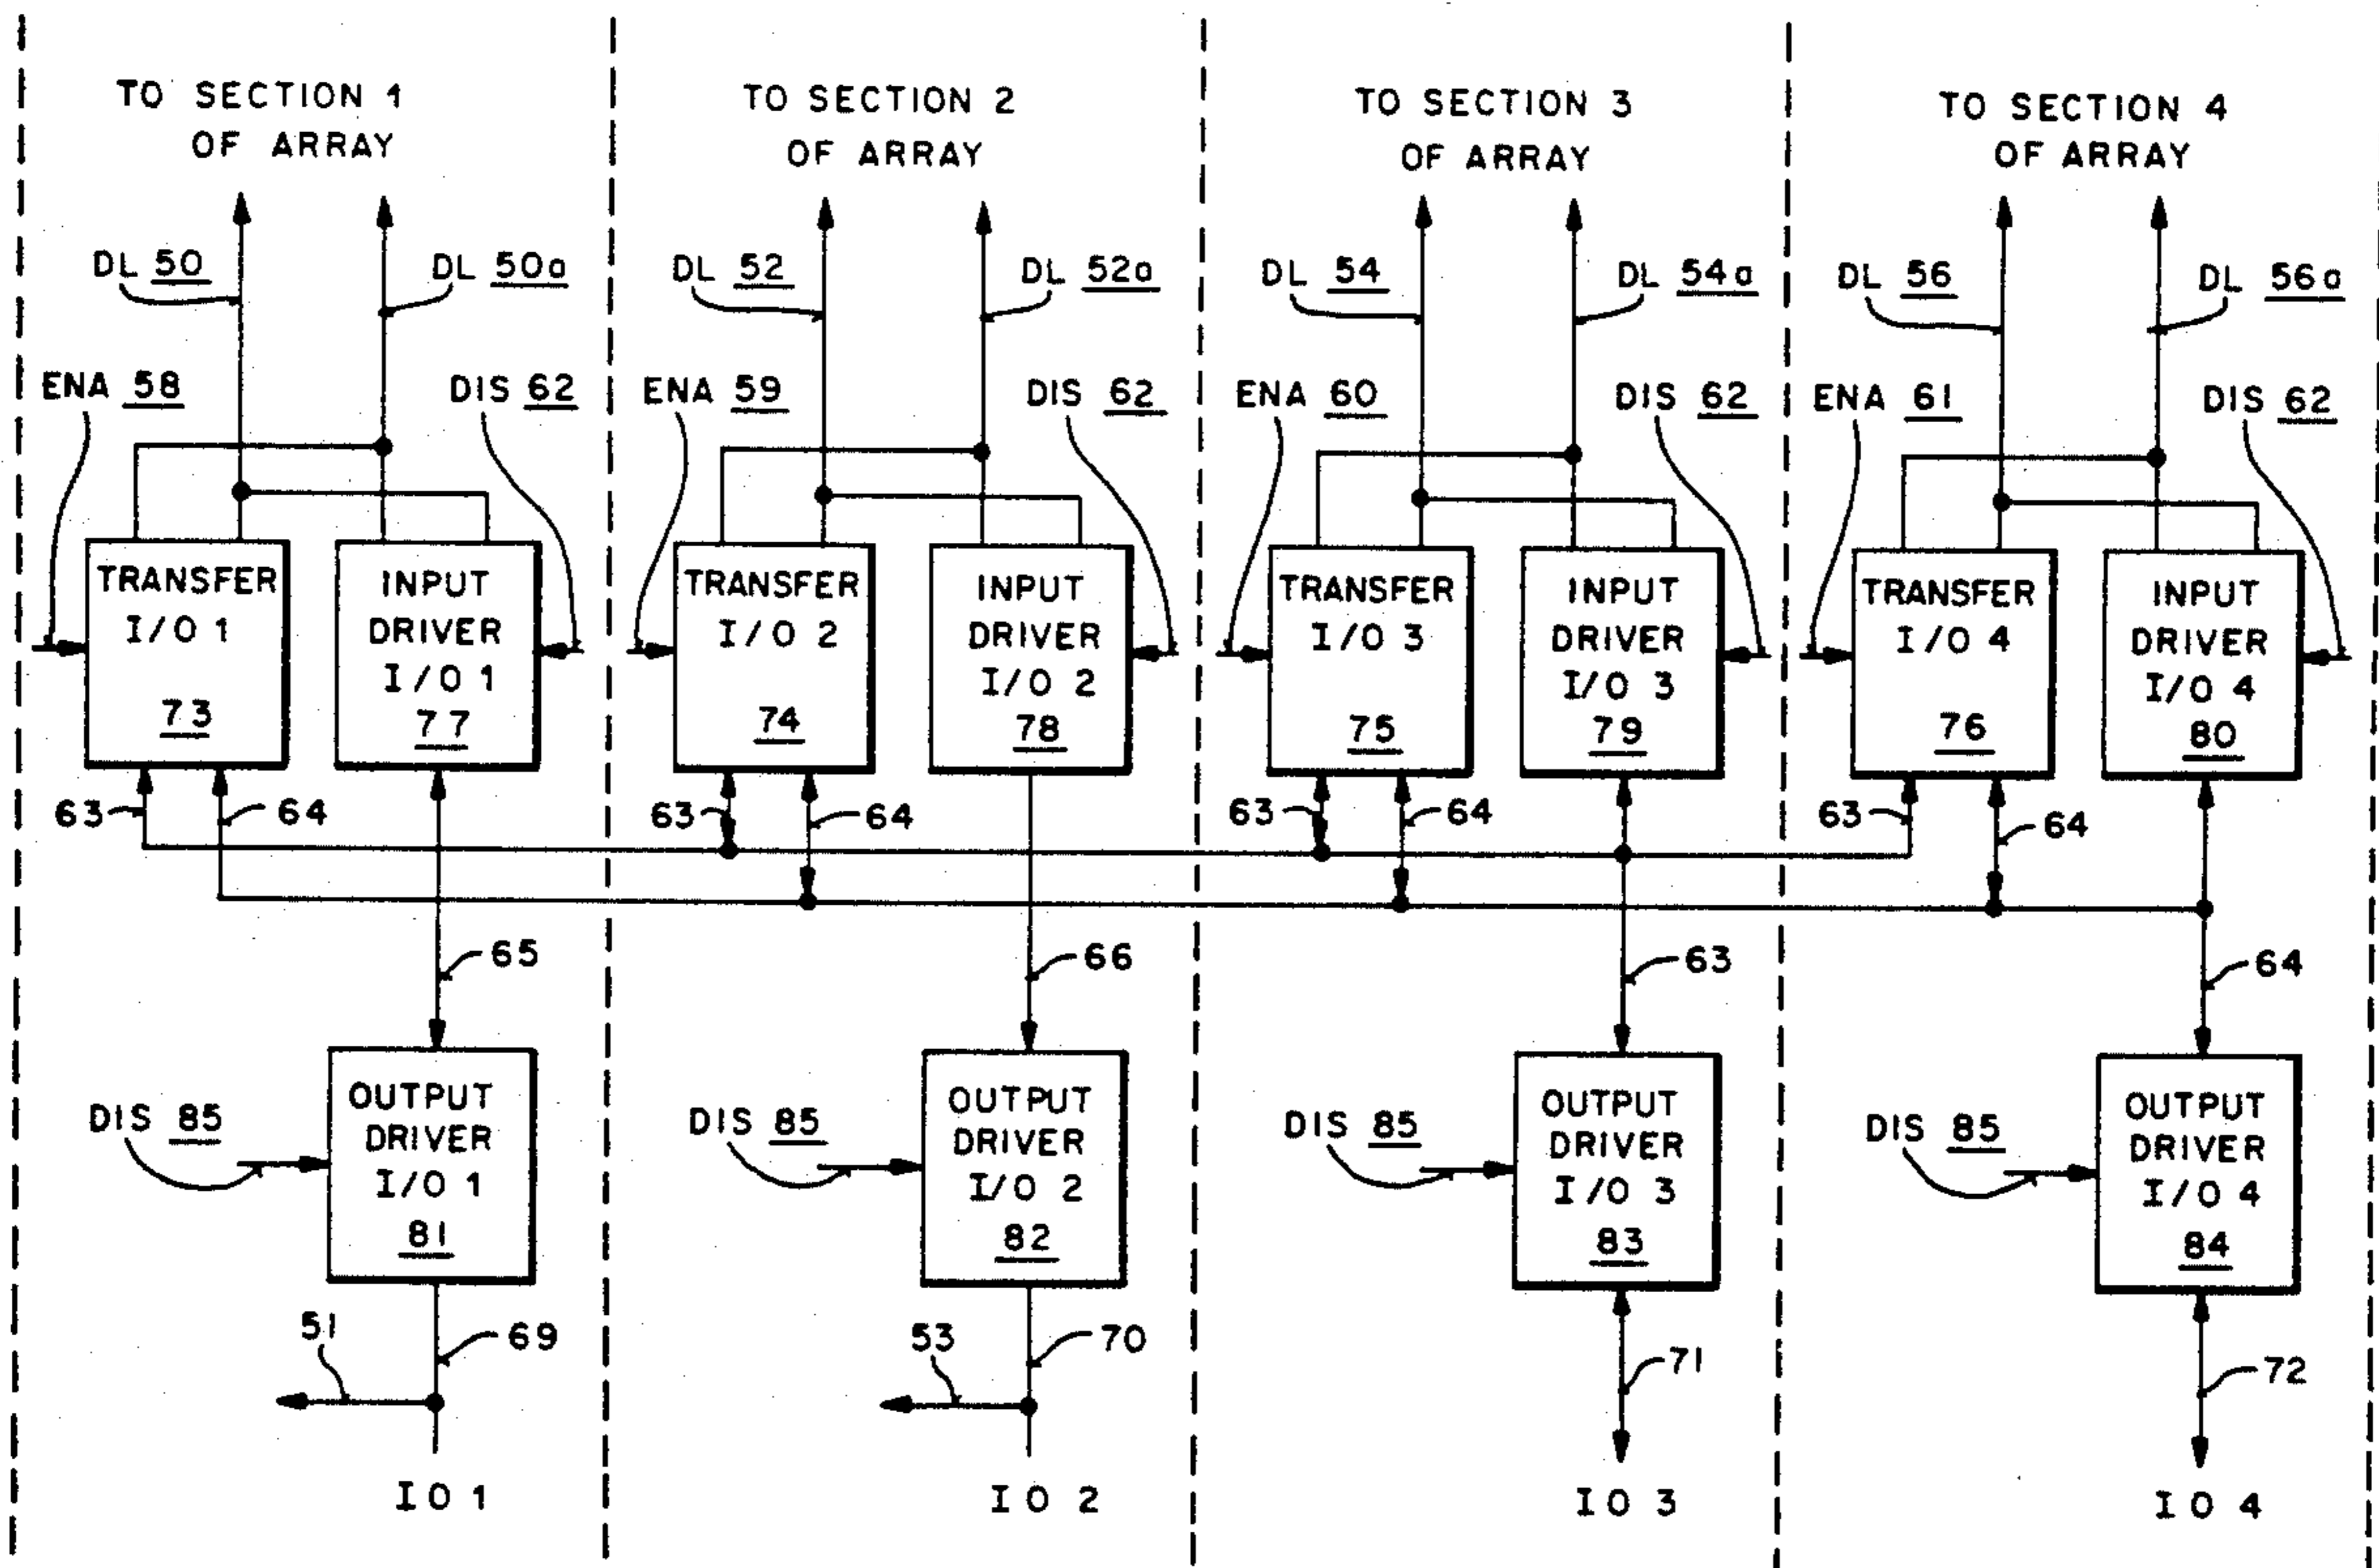 TO SECTION 1
OF ARRAY
TO SECTION 2
OF ARRAY
TO SECTION 3
OF ARRAY
TO SECTION 4
OF ARRAY
DL 50
DL 50a
DL 52
DL 52a
DL 54
DL 54a
DL 56
DL 56a
ENA 58
DIS 62
ENA 59
DIS 62
ENA 60
DIS 62
ENA 61
DIS 62
TRANSFER
I/O 1
73
INPUT
DRIVER
I/O 1
77
TRANSFER
I/O 2
74
INPUT
DRIVER
I/O 2
78
TRANSFER
I/O 3
75
INPUT
DRIVER
I/O 3
79
TRANSFER
I/O 4
76
INPUT
DRIVER
I/O 4
80
63
64
63
64
63
64
63
64
65
66
63
64
DIS 85
OUTPUT
DRIVER
I/O 1
81
DIS 85
OUTPUT
DRIVER
I/O 2
82
DIS 85
OUTPUT
DRIVER
I/O 3
83
DIS 85
OUTPUT
DRIVER
I/O 4
84
51
69
53
70
71
72
IO 1
IO 2
IO 3
IO 4